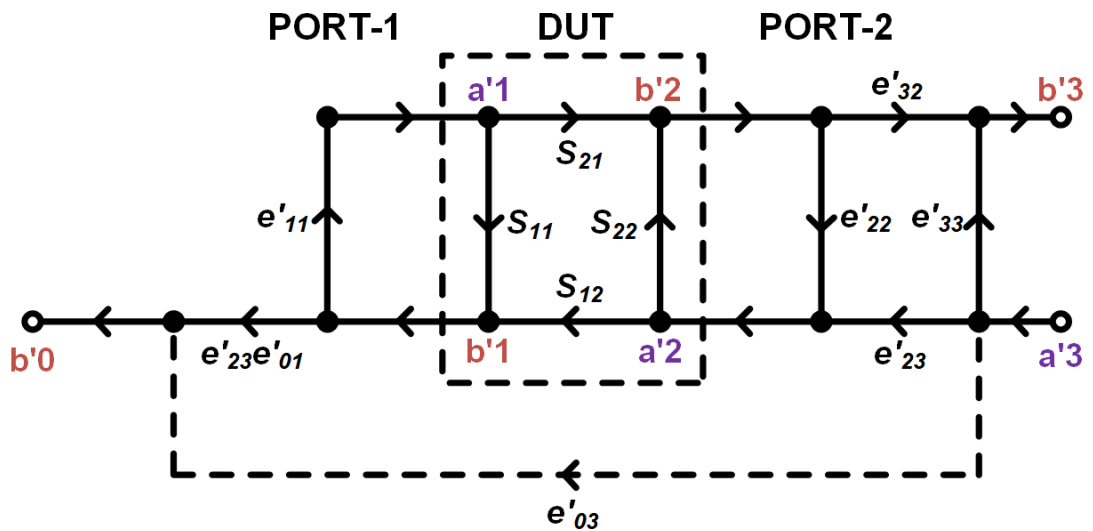 PORT-1 DUT PORT-2
a'1 b'2 e'32 b'3
S21
e'11 S11 S22 e'22 e'33
S12
b'0 e'23e'01 b'1 a'2 e'23 a'3
e'03